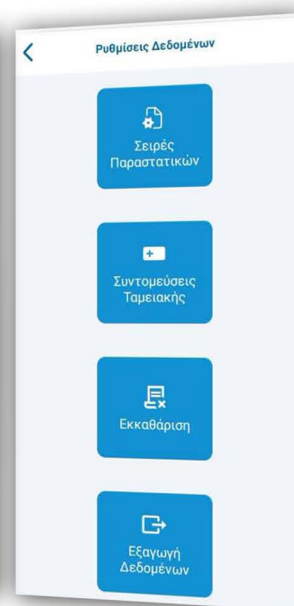 Ρυθμίσεις Δεδομένων
Σειρές
Παραστατικών
Συντομεύσεις
Ταμειακής
Εκκαθάριση
Εξαγωγή
Δεδομένων